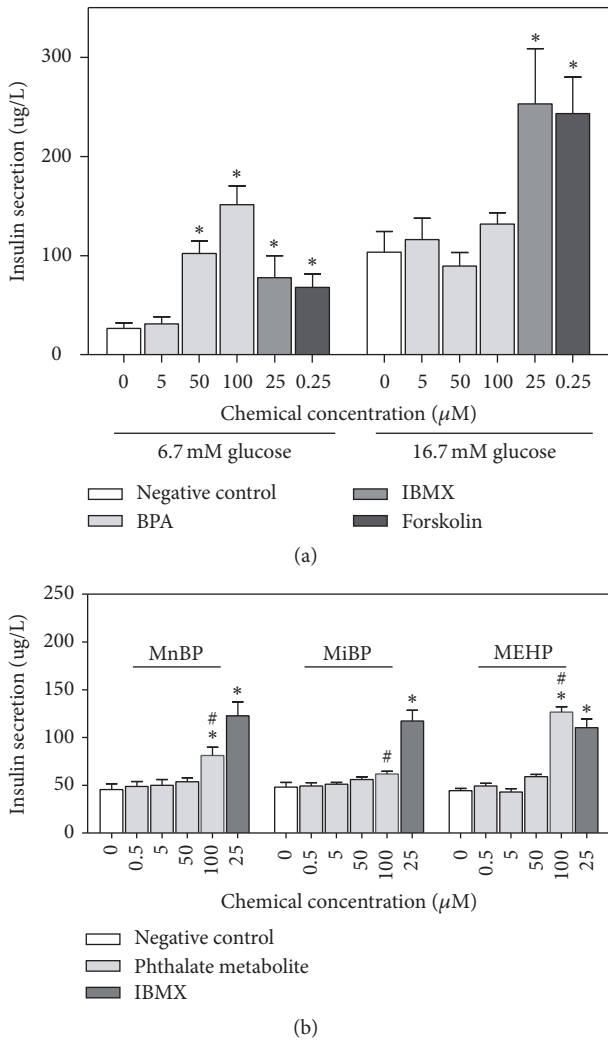 300
200
100
0
Insulin secretion (ug/L)
* * * * * *
0 5 50 100 25 0.25 0 5 50 100 25 0.25
Chemical concentration (μM)
6.7 mM glucose 16.7 mM glucose
Negative control IBMX
BPA Forskolin
(a)
250
200
150
100
50
0
Insulin secretion (ug/L)
MnBP MiBP MEHP
# * * # * # * *
0 0.5 5 50 100 25 0 0.5 5 50 100 25 0 0.5 5 50 100 25
Chemical concentration (μM)
Negative control
Phthalate metabolite
IBMX
(b)